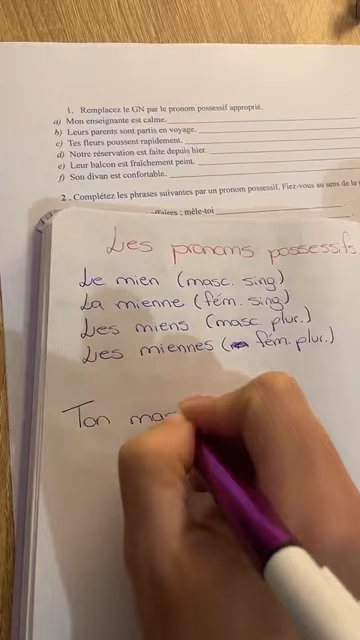 1. Remplacez le GN par le pronom possessif approprié.
a) Mon enseignante est calme.
b) Leurs parents sont partis en voyage.
c) Tes fleurs poussent rapidement.
d) Notre réservation est faite depuis hier.
e) Leur balcon est fraîchement peint.
f) Son divan est confortable.
2. Complétez les phrases suivantes par un pronom possessif. Fiez-vous au sens de la
affaires ; mêle-toi
Les pronoms possessifs
Le mien (masc. sing.)
La mienne (fém. sing.)
Les miens (masc plur.)
Les miennes (fém. plur.)
Ton